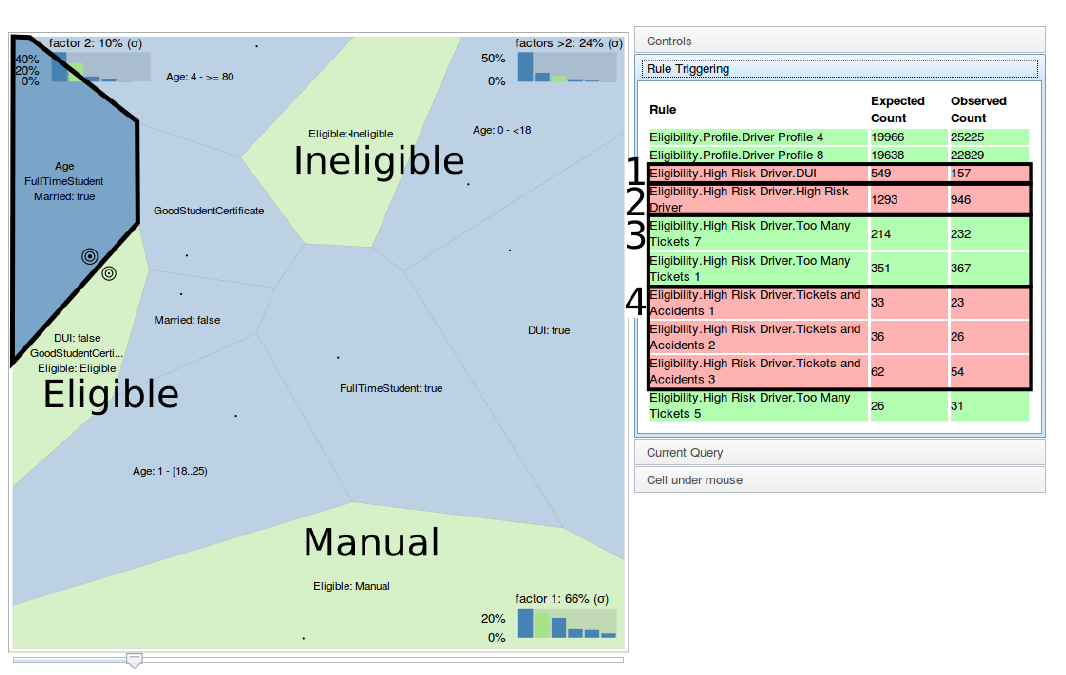 factor 2: 10% (σ)
40%
20%
0%
Age: 4 - >= 80
factors >2: 24% (σ)
50%
0%
Eligible: Ineligible
Ineligible
Age: 0 - <18
Age
FullTimeStudent
Married: true
GoodStudentCertificate
Married: false
DUI: true
DUI: false
GoodStudentCerti...
Eligible: Eligible
Eligible
FullTimeStudent: true
Age: 1 - [18..25)
Manual
Eligible: Manual
factor 1: 66% (σ)
20%
0%
Controls
Rule Triggering
Rule Expected Count Observed Count
Eligibility.Profile.Driver Profile 4 19966 25225
Eligibility.Profile.Driver Profile 8 19638 22829
1
Eligibility.High Risk Driver.DUI 549 157
2
Eligibility.High Risk Driver.High Risk
Driver 1293 946
3
Eligibility.High Risk Driver.Too Many
Tickets 7 214 232
Eligibility.High Risk Driver.Too Many
Tickets 1 351 367
4
Eligibility.High Risk Driver.Tickets and
Accidents 1 33 23
Eligibility.High Risk Driver.Tickets and
Accidents 2 36 26
Eligibility.High Risk Driver.Tickets and
Accidents 3 62 54
Eligibility.High Risk Driver.Too Many
Tickets 5 26 31
Current Query
Cell under mouse